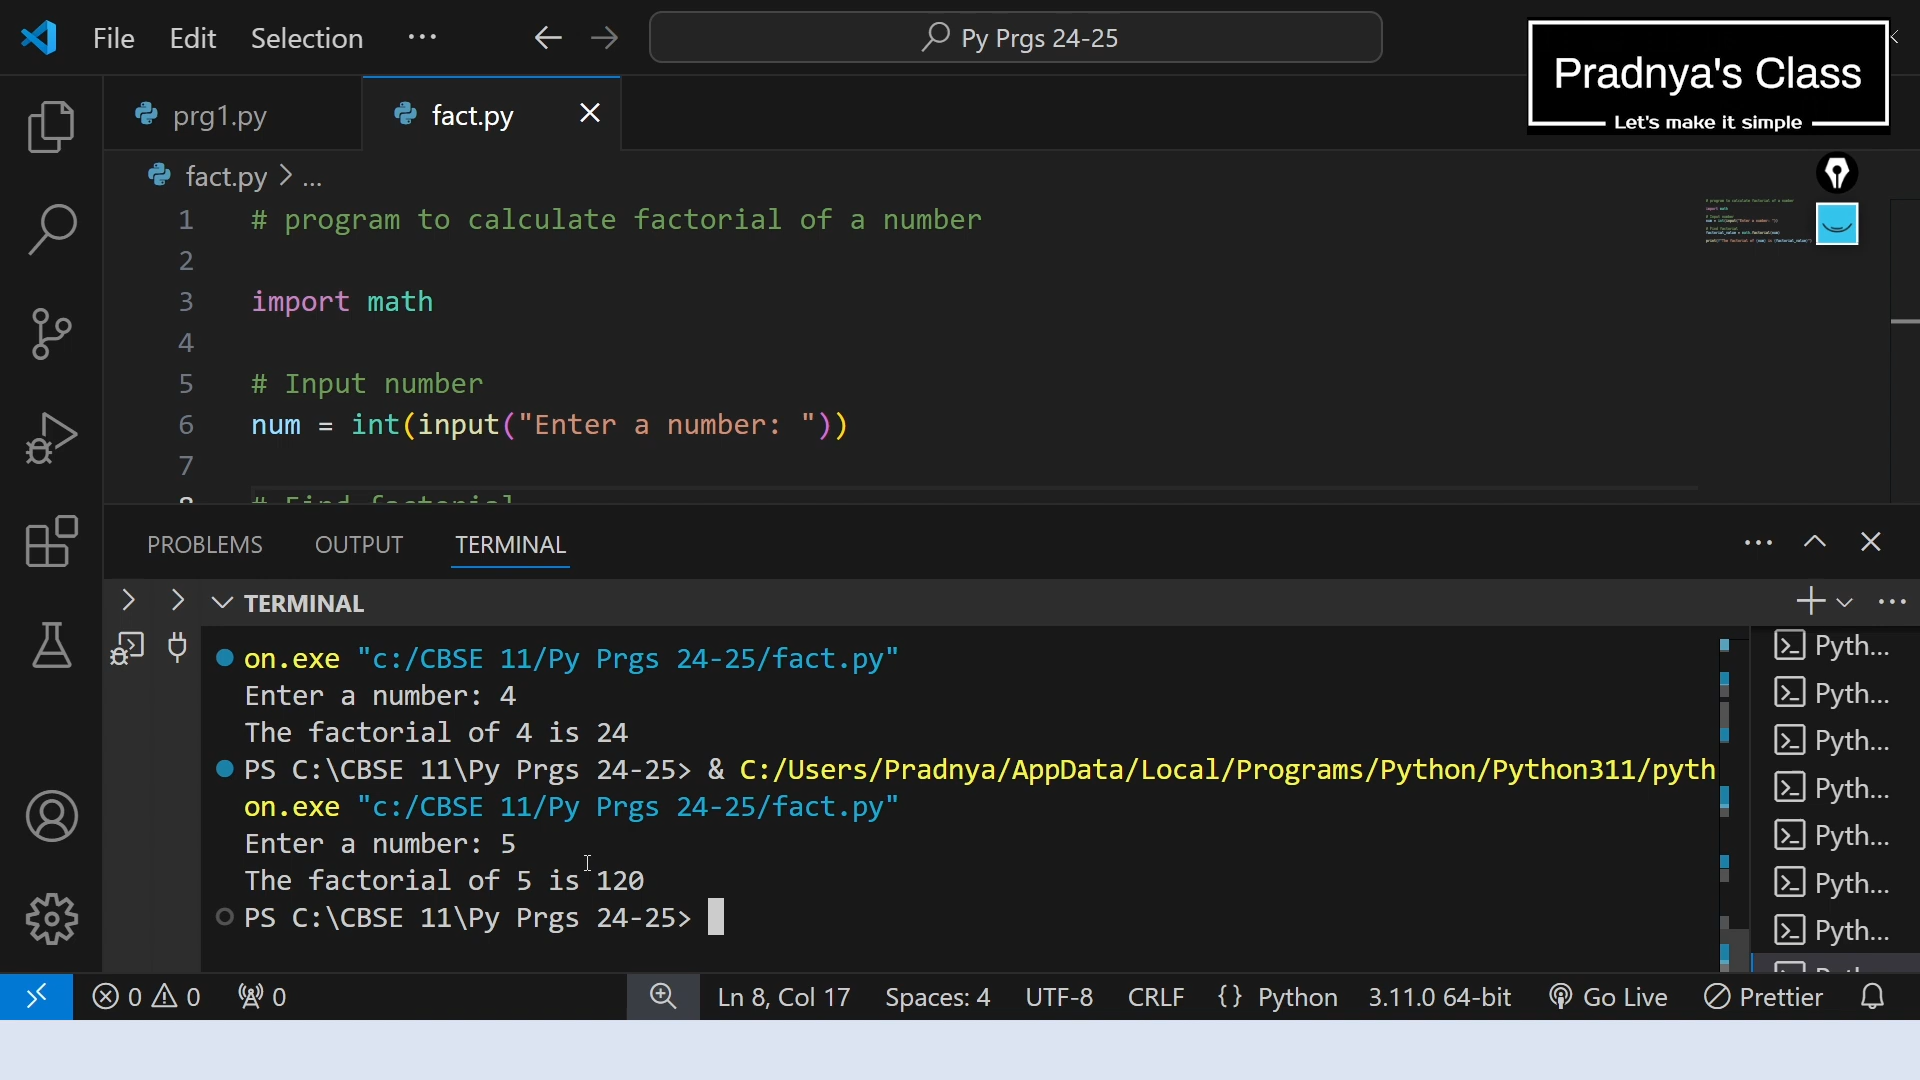 File Edit Selection ... Py Prgs 24-25
Pradnya's Class
Let's make it simple
prg1.py fact.py
fact.py > ...
1 # program to calculate factorial of a number
2
3 import math
4
5 # Input number
6 num = int(input("Enter a number: "))
7
8 # Find factorial
PROBLEMS OUTPUT TERMINAL ...
TERMINAL
on.exe "c:/CBSE 11/Py Prgs 24-25/fact.py"
Enter a number: 4
The factorial of 4 is 24
PS C:\CBSE 11\Py Prgs 24-25> & C:/Users/Pradnya/AppData/Local/Programs/Python/Python311/pyth
on.exe "c:/CBSE 11/Py Prgs 24-25/fact.py"
Enter a number: 5
The factorial of 5 is 120
PS C:\CBSE 11\Py Prgs 24-25>
Pyth...
Pyth...
Pyth...
Pyth...
Pyth...
Pyth...
Pyth...
0 0 0 Ln 8, Col 17 Spaces: 4 UTF-8 CRLF {} Python 3.11.0 64-bit Go Live Prettier